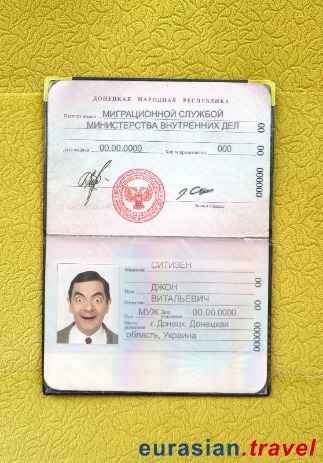 ДОНЕЦКАЯ НАРОДНАЯ РЕСПУБЛИКА
Паспорт выдан МИГРАЦИОННОЙ СЛУЖБОЙ
МИНИСТЕРСТВА ВНУТРЕННИХ ДЕЛ
Дата выдачи 00.00.0000 Код подразделения 000
Личная подпись
00 00 000000
Фамилия СИТИЗЕН
Имя ДЖОН
Отчество ВИТАЛЬЕВИЧ
Пол МУЖ Дата рождения 00.00.0000
Место рождения г.Донецк, Донецкая
область, Украина
00 00 000000
eurasian.travel